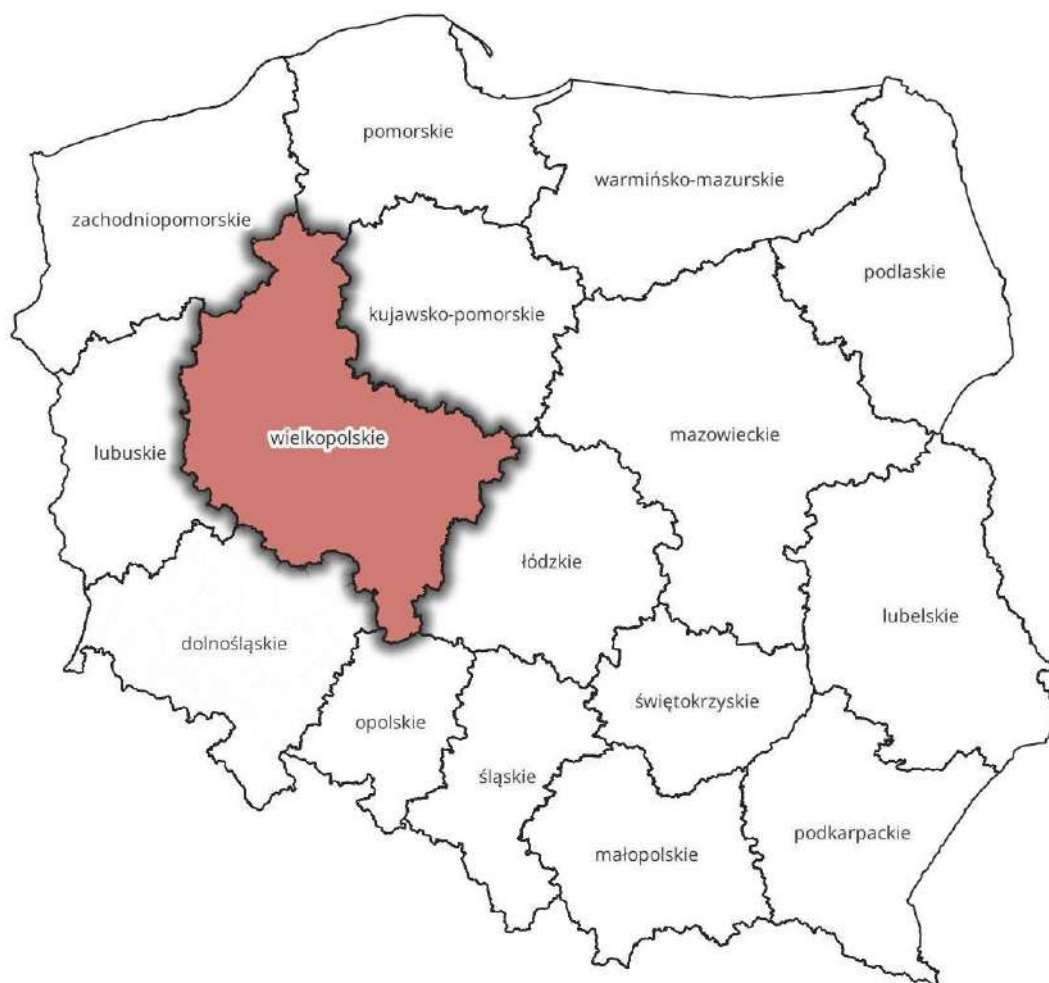 pomorskie
warmińsko-mazurskie
zachodniopomorskie
podlaskie
kujawsko-pomorskie
wielkopolskie
mazowieckie
lubuskie
łódzkie
lubelskie
dolnośląskie
świętokrzyskie
opolskie
śląskie
podkarpackie
małopolskie